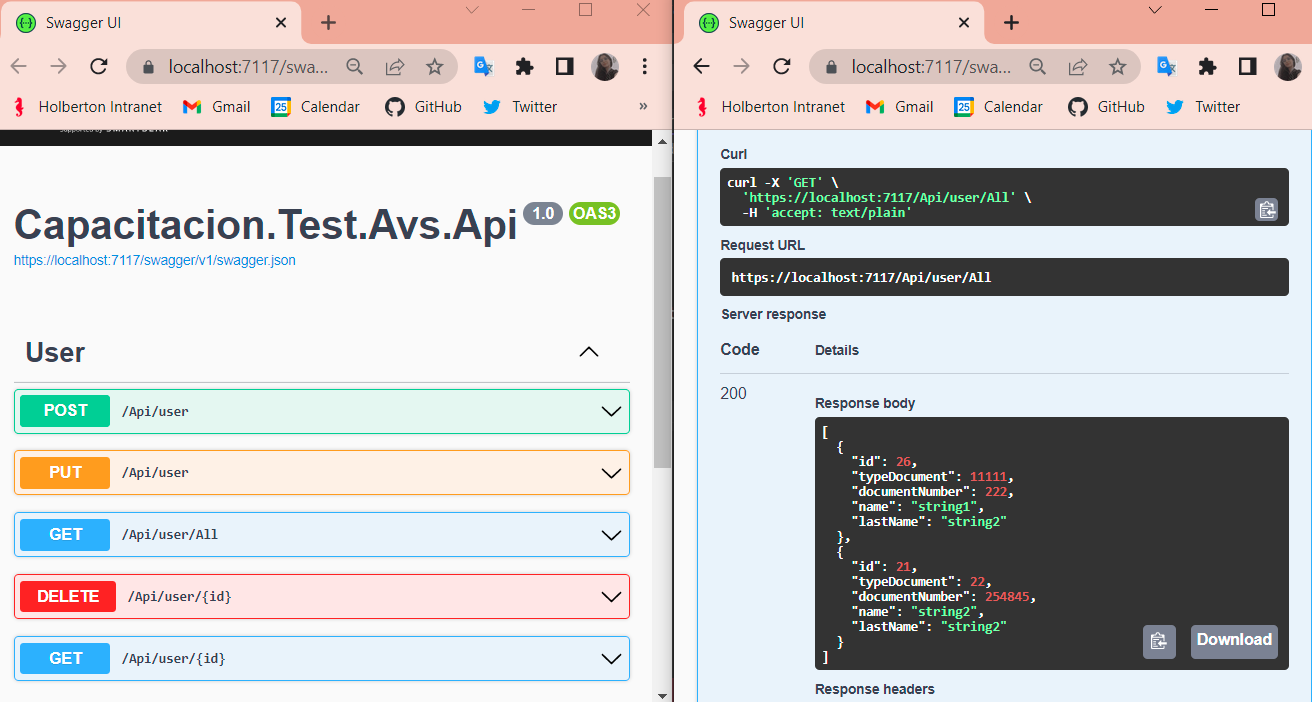 Swagger UI
localhost:7117/swa...
Holberton Intranet
Gmail
25
Calendar
GitHub
Twitter
»
Capacitacion.Test.Avs.Api 1.0 OAS3
https://localhost:7117/swagger/v1/swagger.json
User
POST /Api/user
PUT /Api/user
GET /Api/user/All
DELETE /Api/user/{id}
GET /Api/user/{id}
Swagger UI
localhost:7117/swa...
Holberton Intranet
Gmail
25
Calendar
GitHub
Twitter
Curl
curl -X 'GET' \
'https://localhost:7117/Api/user/All' \
-H 'accept: text/plain'
Request URL
https://localhost:7117/Api/user/All
Server response
Code Details
200
Response body
[
{
"id": 26,
"typeDocument": 11111,
"documentNumber": 222,
"name": "string1",
"lastName": "string2"
},
{
"id": 21,
"typeDocument": 22,
"documentNumber": 254845,
"name": "string2",
"lastName": "string2"
}
]
Download
Response headers